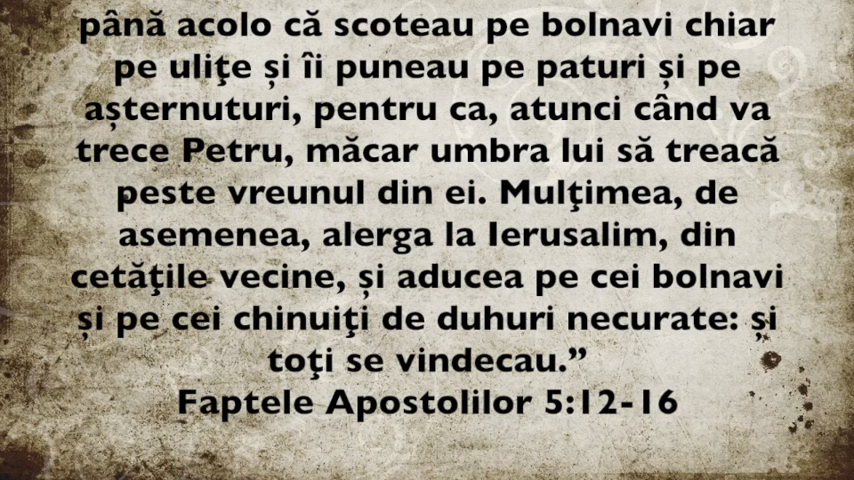 până acolo că scoteau pe bolnavi chiar
pe uliţe și îi puneau pe paturi și pe
așternuturi, pentru ca, atunci când va
trece Petru, măcar umbra lui să treacă
peste vreunul din ei. Mulţimea, de
asemenea, alerga la Ierusalim, din
cetăţile vecine, și aducea pe cei bolnavi
și pe cei chinuiţi de duhuri necurate: și
toţi se vindecau.”
Faptele Apostolilor 5:12-16